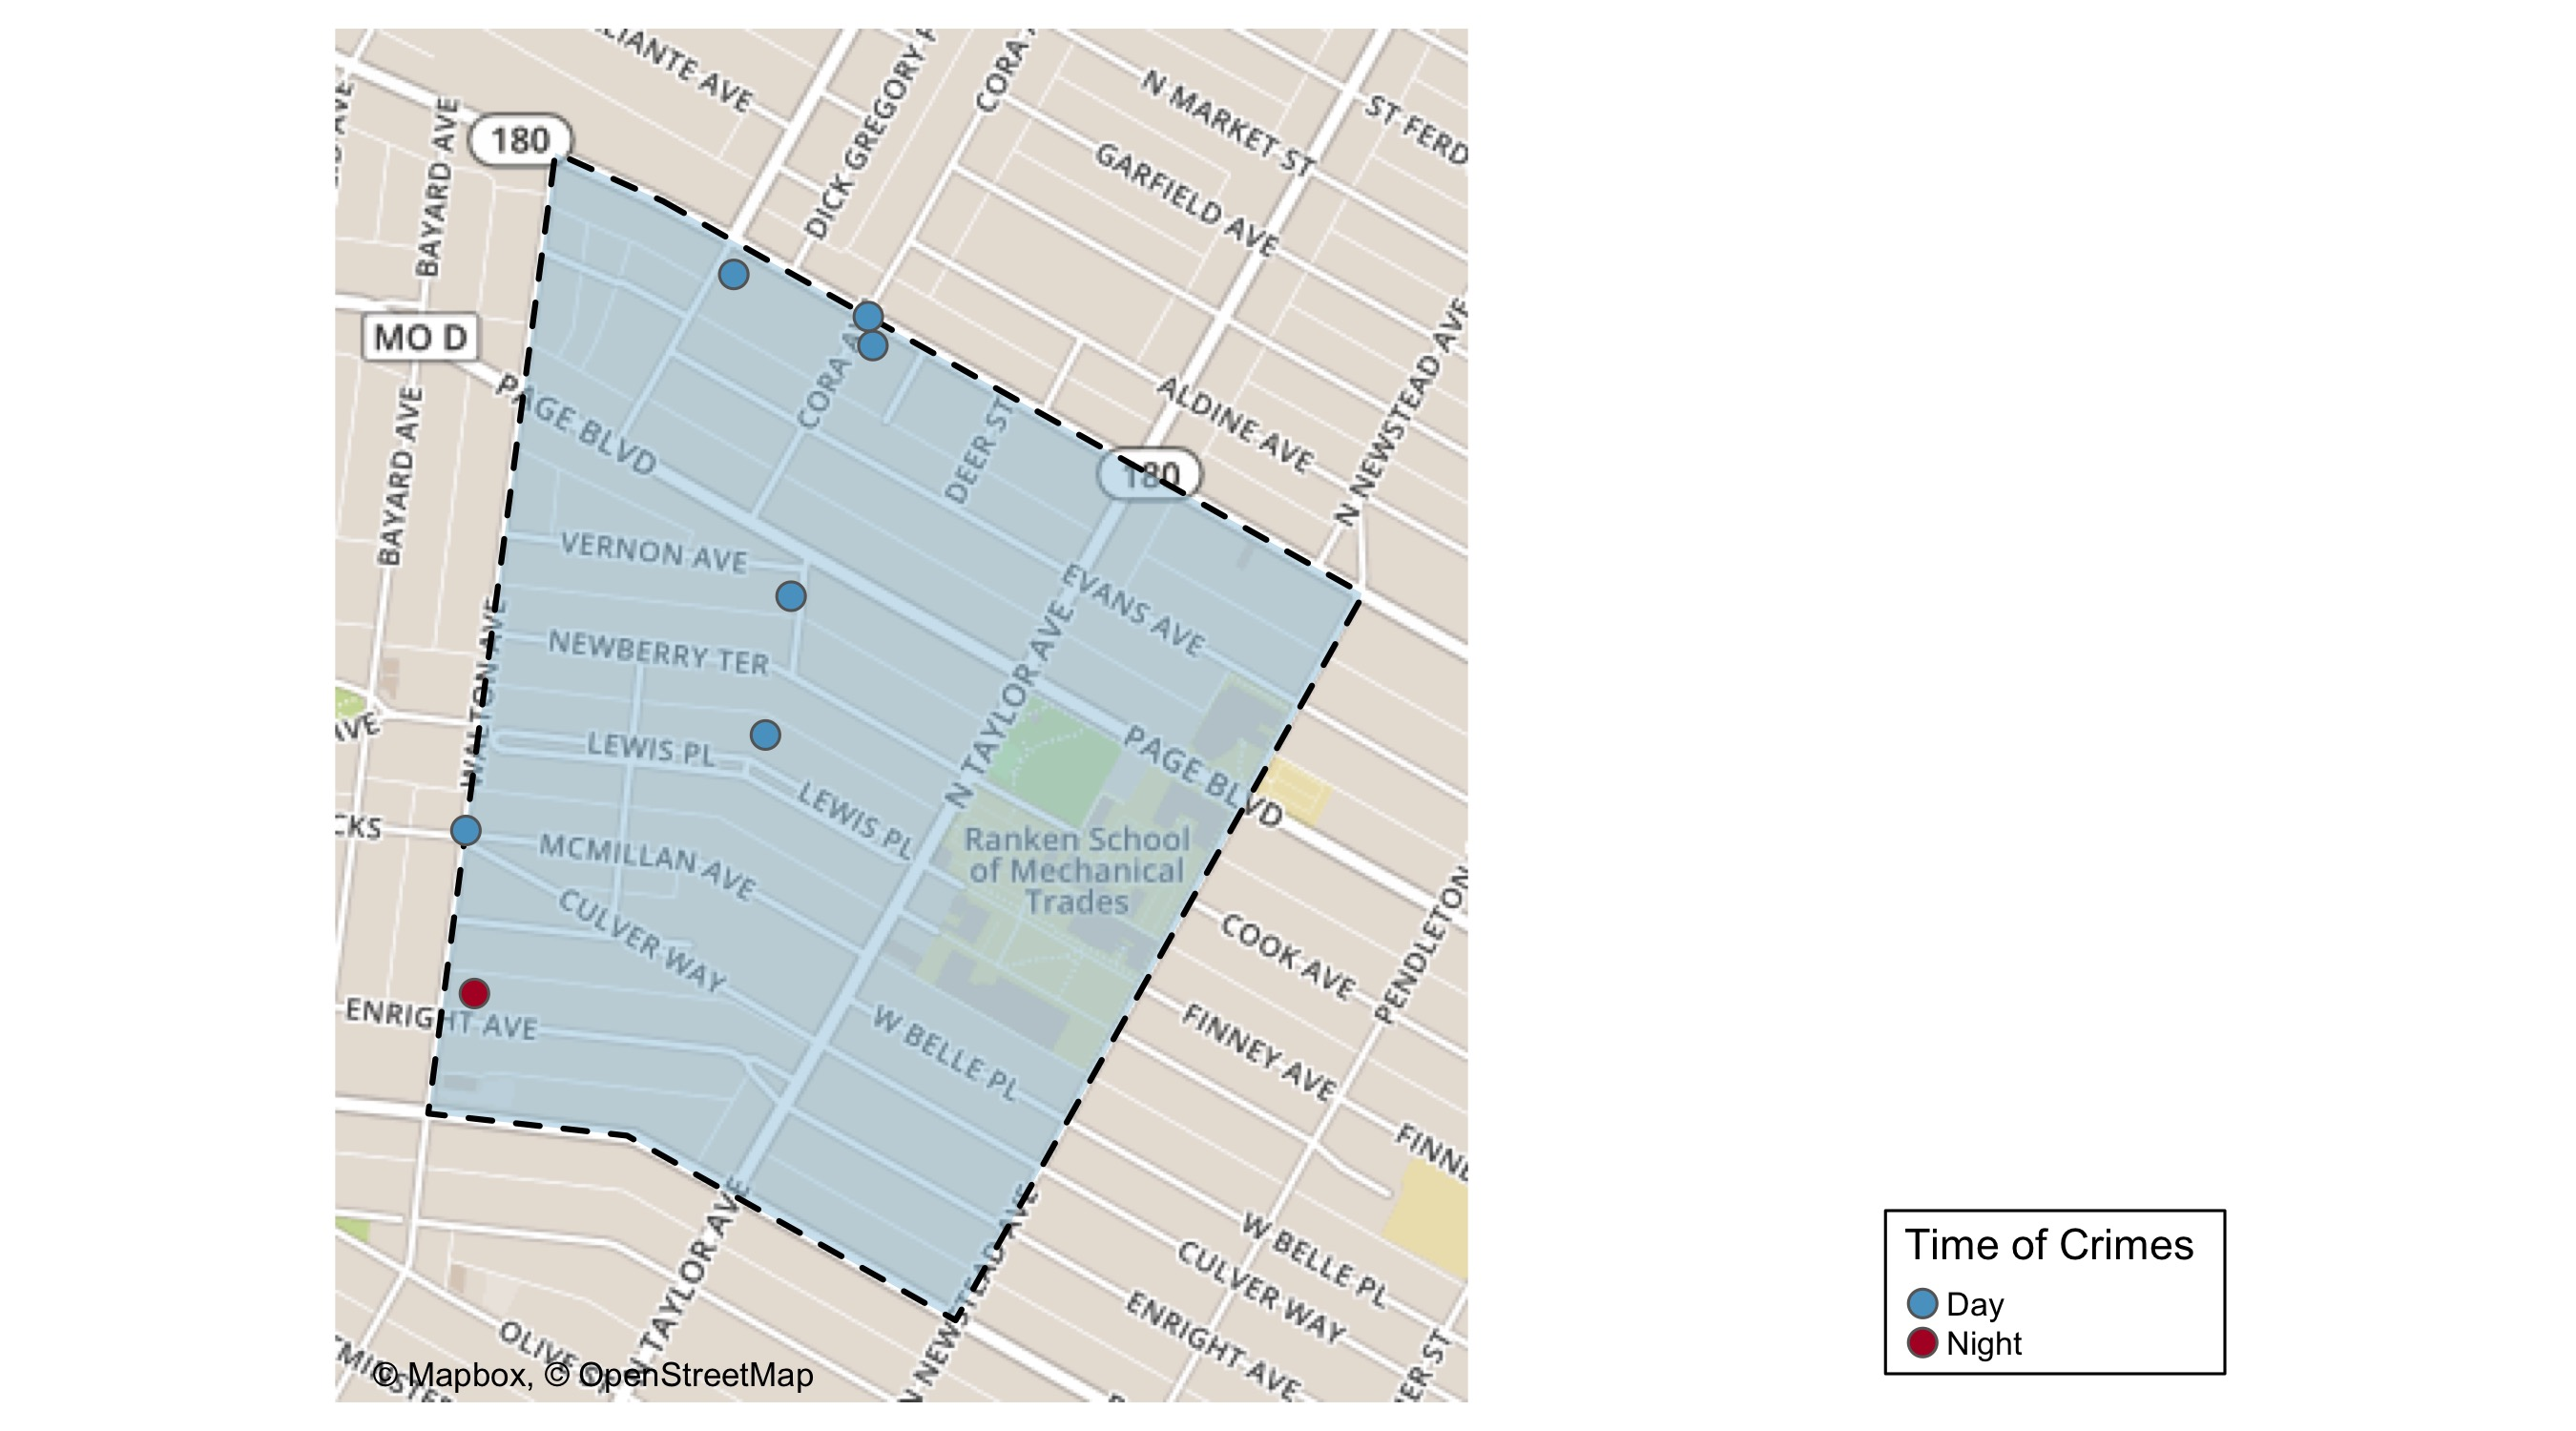 N MARKET ST
GARFIELD AVE
DICK GREGORY
CORA
BAYARD AVE
180
MO D
BAYARD AVE
PAGE BLVD
CORA
DEER ST
180
ALDINE AVE
N NEWSTEAD AVE
VERNON AVE
EVANS AVE
NEWBERRY TER
N TAYLOR AVE
WALTON AVE
LEWIS PL
LEWIS PL
PAGE BLVD
Ranken School
of Mechanical
Trades
MCMILLAN AVE
CULVER WAY
COOK AVE
PENDLETON
ENRIGHT AVE
W BELLE PL
FINNEY AVE
N TAYLOR AVE
N NEWSTEAD AVE
W BELLE PL
CULVER WAY
ENRIGHT AVE
OLIVE
© Mapbox, © OpenStreetMap
Time of Crimes
Day
Night